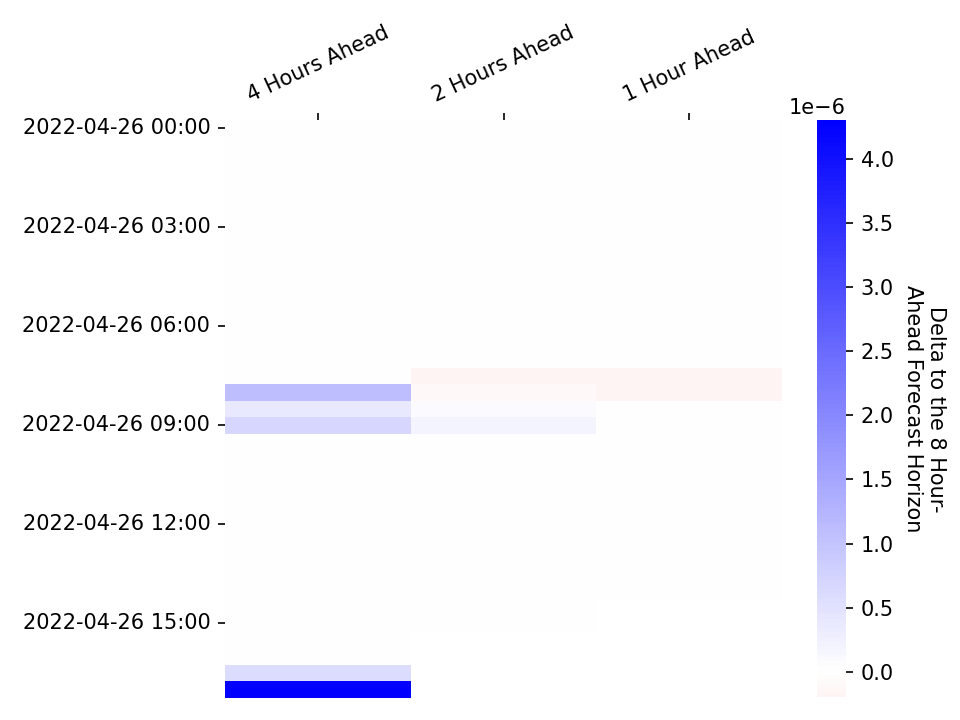 4 Hours Ahead
2 Hours Ahead
1 Hour Ahead
1e−6
2022-04-26 00:00
2022-04-26 03:00
2022-04-26 06:00
2022-04-26 09:00
2022-04-26 12:00
2022-04-26 15:00
4.0
3.5
3.0
2.5
2.0
1.5
1.0
0.5
0.0
Delta to the 8 Hour-
Ahead Forecast Horizon